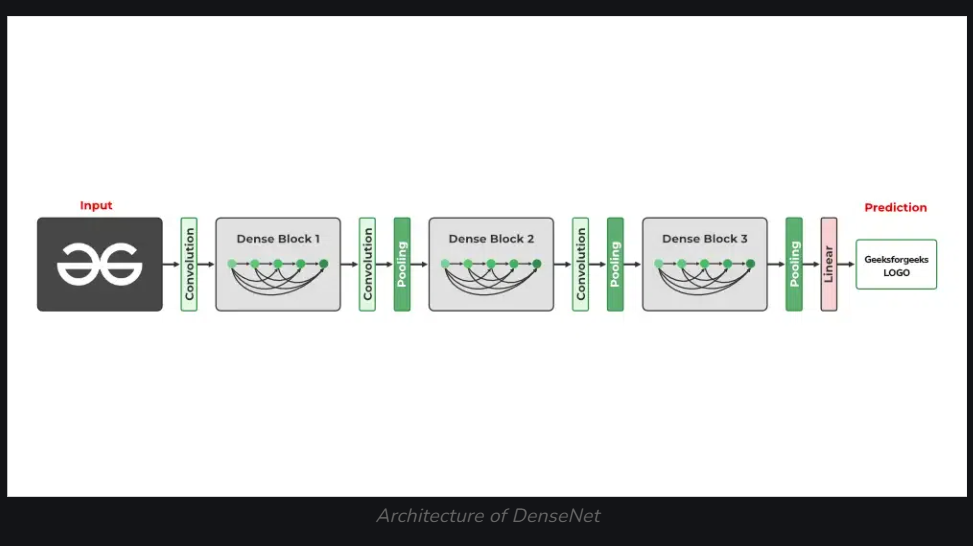 Input
Convolution
Dense Block 1
Convolution
Pooling
Dense Block 2
Convolution
Pooling
Dense Block 3
Pooling
Linear
Prediction
Geeksforgeeks
LOGO
Architecture of DenseNet